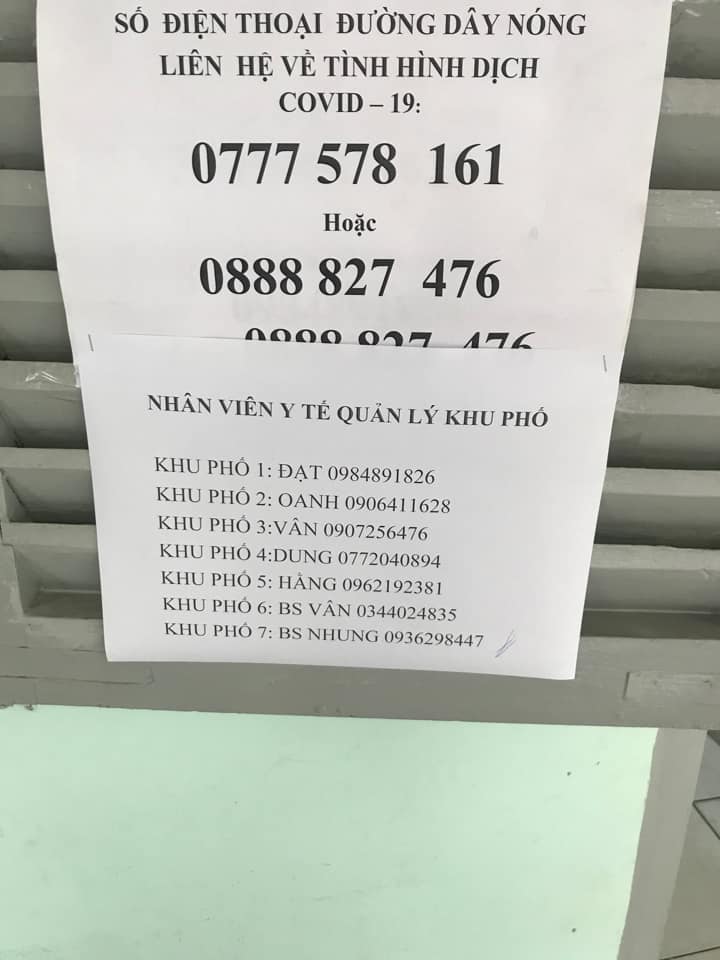 SỐ ĐIỆN THOẠI ĐƯỜNG DÂY NÓNG
LIÊN HỆ VỀ TÌNH HÌNH DỊCH
COVID – 19:
0777 578 161
Hoặc
0888 827 476
0888 827 476
NHÂN VIÊN Y TẾ QUẢN LÝ KHU PHỐ
KHU PHỐ 1: ĐẠT 0984891826
KHU PHỐ 2: OANH 0906411628
KHU PHỐ 3:VÂN 0907256476
KHU PHỐ 4:DUNG 0772040894
KHU PHỐ 5: HẰNG 0962192381
KHU PHỐ 6: BS VÂN 0344024835
KHU PHỐ 7: BS NHUNG 0936298447